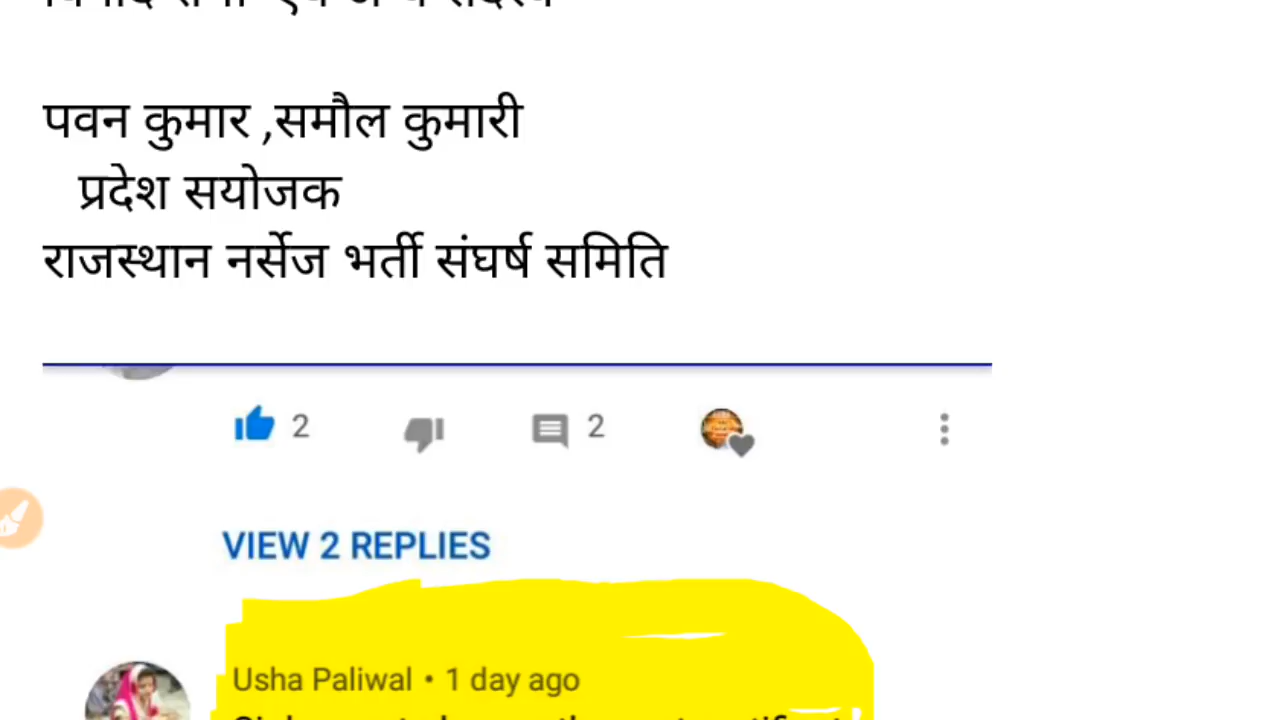 पवन कुमार ,समौल कुमारी
प्रदेश सयोजक
राजस्थान नर्सेज भर्ती संघर्ष समिति
2 2
VIEW 2 REPLIES
Usha Paliwal • 1 day ago